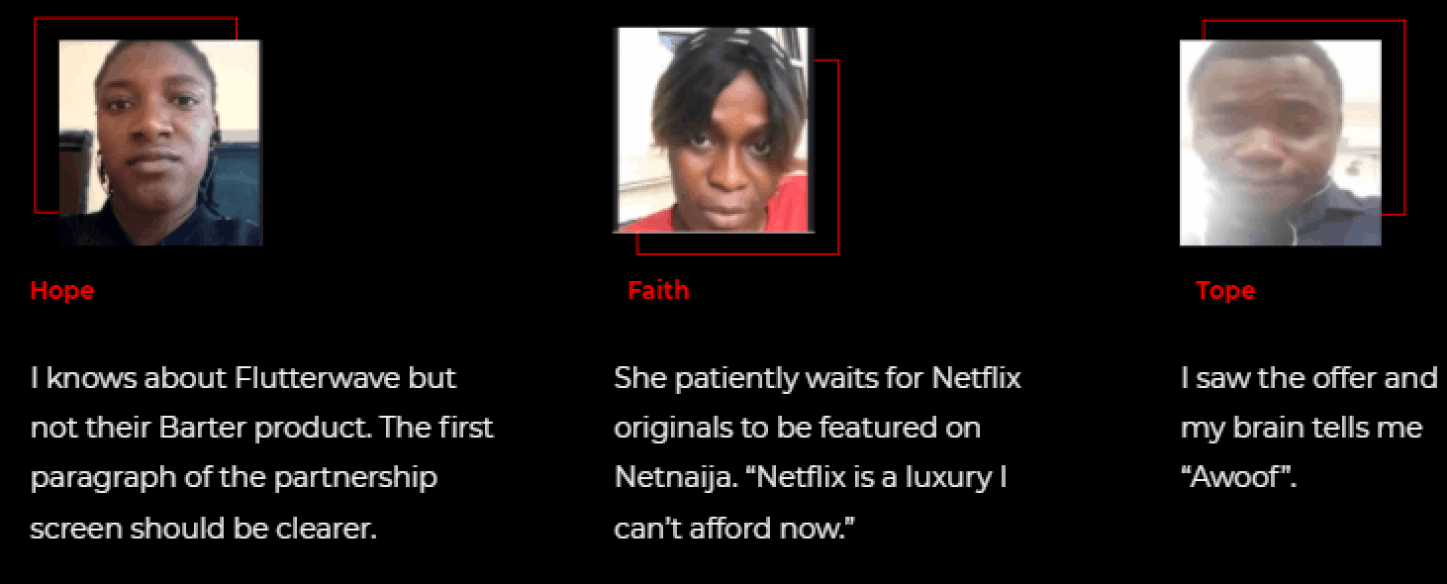 Hope
I knows about Flutterwave but
not their Barter product. The first
paragraph of the partnership
screen should be clearer.
Faith
She patiently waits for Netflix
originals to be featured on
Netnaija. “Netflix is a luxury I
can't afford now.”
Tope
I saw the offer and
my brain tells me
“Awoof”.